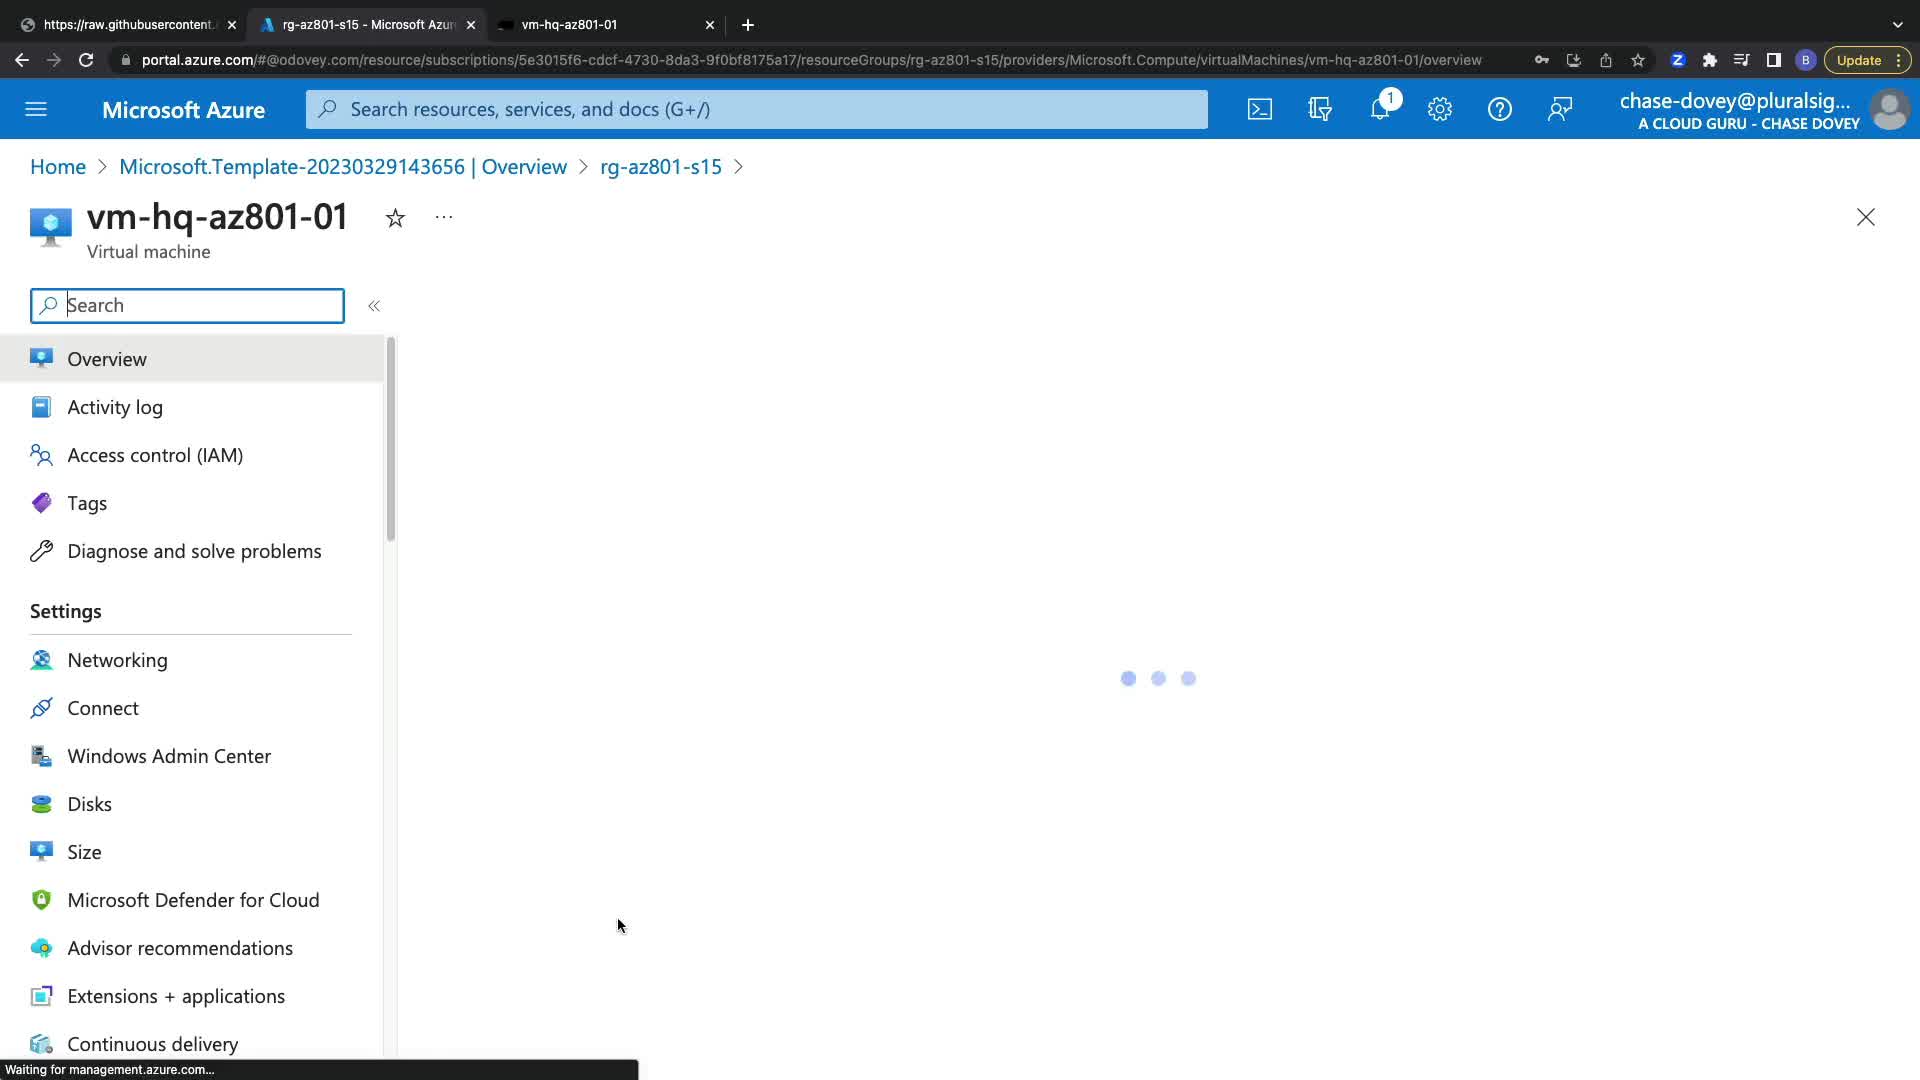 https://raw.githubusercontent.
rg-az801-s15 - Microsoft Azur
vm-hq-az801-01
portal.azure.com/#@odovey.com/resource/subscriptions/5e3015f6-cdcf-4730-8da3-9f0bf8175a17/resourceGroups/rg-az801-s15/providers/Microsoft.Compute/virtualMachines/vm-hq-az801-01/overview
Z
B
Update
Microsoft Azure
Search resources, services, and docs (G+/)
1
chase-dovey@pluralsig...
A CLOUD GURU - CHASE DOVEY
Home > Microsoft.Template-20230329143656 | Overview > rg-az801-s15 >
vm-hq-az801-01
Virtual machine
Search
Overview
Activity log
Access control (IAM)
Tags
Diagnose and solve problems
Settings
Networking
Connect
Windows Admin Center
Disks
Size
Microsoft Defender for Cloud
Advisor recommendations
Extensions + applications
Continuous delivery
Waiting for management.azure.com...